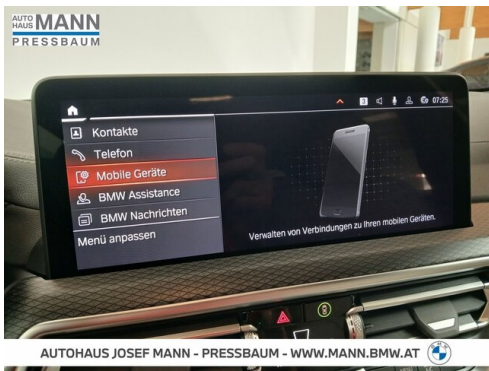 AUTO
HAUS MANN
PRESSBAUM
3 07:25
Kontakte
Telefon
Mobile Geräte
BMW Assistance
BMW Nachrichten
Menü anpassen
Verwalten von Verbindungen zu Ihren mobilen Geräten.
AUTOHAUS JOSEF MANN - PRESSBAUM - WWW.MANN.BMW.AT